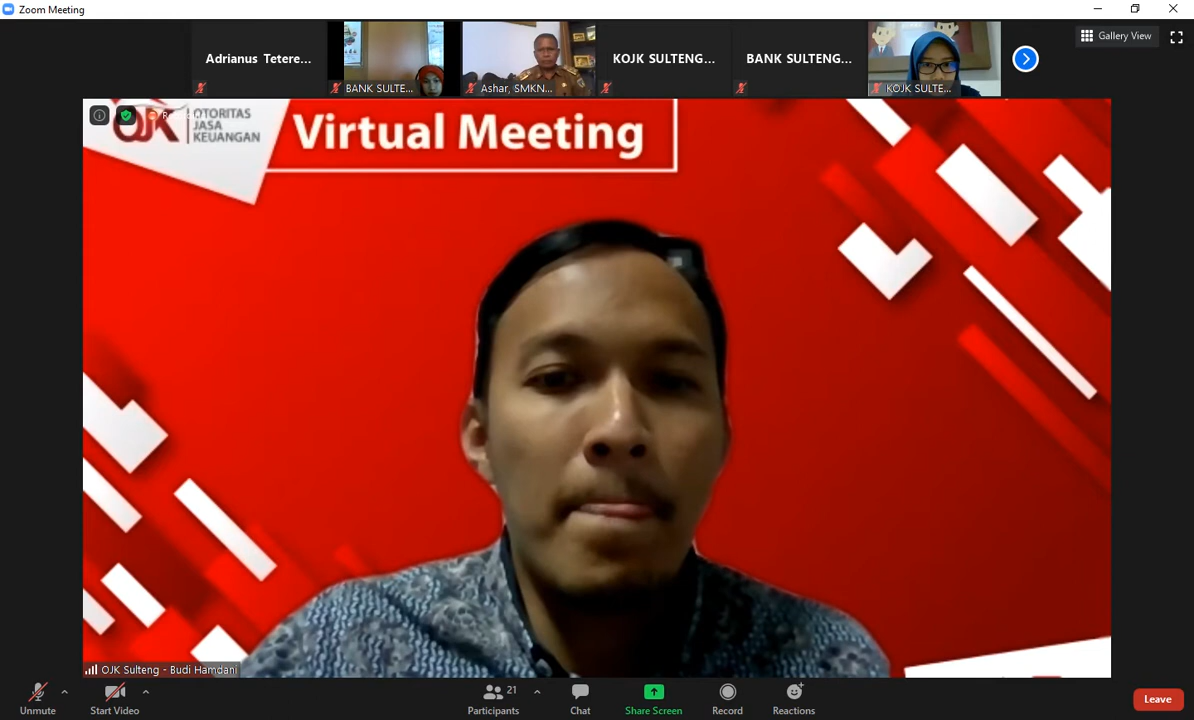 Zoom Meeting
Adrianus Tetere...
BANK SULTE...
Ashar, SMKN...
KOJK SULTENG...
BANK SULTENG...
KOJK SULTE...
Gallery View
OJK
OTORITAS
JASA
KEUANGAN
Virtual Meeting
OJK Sulteng - Budi Hamdani
Unmute
Start Video
21
Participants
Chat
Share Screen
Record
Reactions
Leave